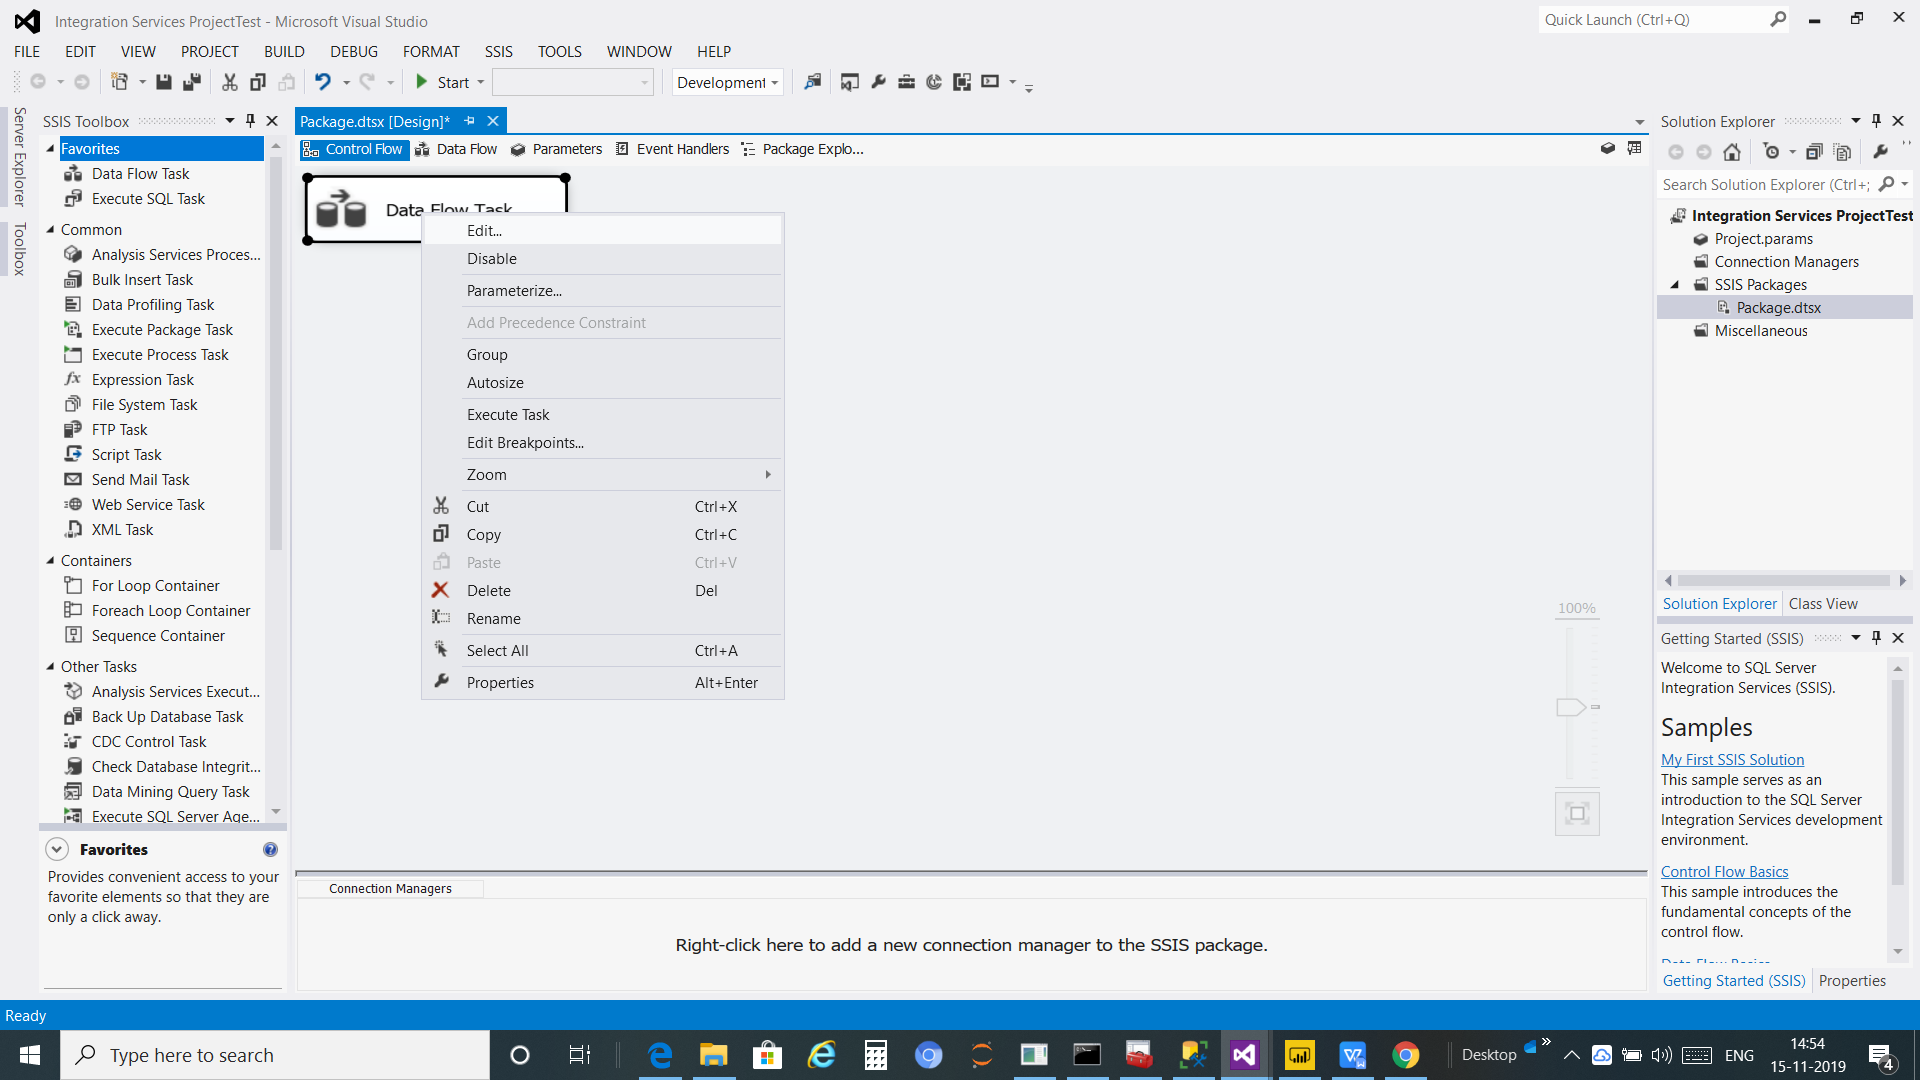 Integration Services ProjectTest - Microsoft Visual Studio
Quick Launch (Ctrl+Q)
FILE EDIT VIEW PROJECT BUILD DEBUG FORMAT SSIS TOOLS WINDOW HELP
Start
Development
Server Explorer
Toolbox
SSIS Toolbox
Favorites
Data Flow Task
Execute SQL Task
Common
Analysis Services Proces...
Bulk Insert Task
Data Profiling Task
Execute Package Task
Execute Process Task
Expression Task
File System Task
FTP Task
Script Task
Send Mail Task
Web Service Task
XML Task
Containers
For Loop Container
Foreach Loop Container
Sequence Container
Other Tasks
Analysis Services Execut...
Back Up Database Task
CDC Control Task
Check Database Integrit...
Data Mining Query Task
Execute SQL Server Age...
Favorites
Provides convenient access to your
favorite elements so that they are
only a click away.
Package.dtsx [Design]*
Control Flow Data Flow Parameters Event Handlers Package Explo...
Data Flow Task
Edit...
Disable
Parameterize...
Add Precedence Constraint
Group
Autosize
Execute Task
Edit Breakpoints...
Zoom
Cut Ctrl+X
Copy Ctrl+C
Paste Ctrl+V
Delete Del
Rename
Select All Ctrl+A
Properties Alt+Enter
100%
Connection Managers
Right-click here to add a new connection manager to the SSIS package.
Solution Explorer
Search Solution Explorer (Ctrl+;
Integration Services ProjectTest
Project.params
Connection Managers
SSIS Packages
Package.dtsx
Miscellaneous
Solution Explorer Class View
Getting Started (SSIS)
Welcome to SQL Server
Integration Services (SSIS).
Samples
My First SSIS Solution
This sample serves as an
introduction to the SQL Server
Integration Services development
environment.
Control Flow Basics
This sample introduces the
fundamental concepts of the
control flow.
Data Flow Basics
Getting Started (SSIS) Properties
Ready
Type here to search
Desktop
ENG
14:54
15-11-2019
4